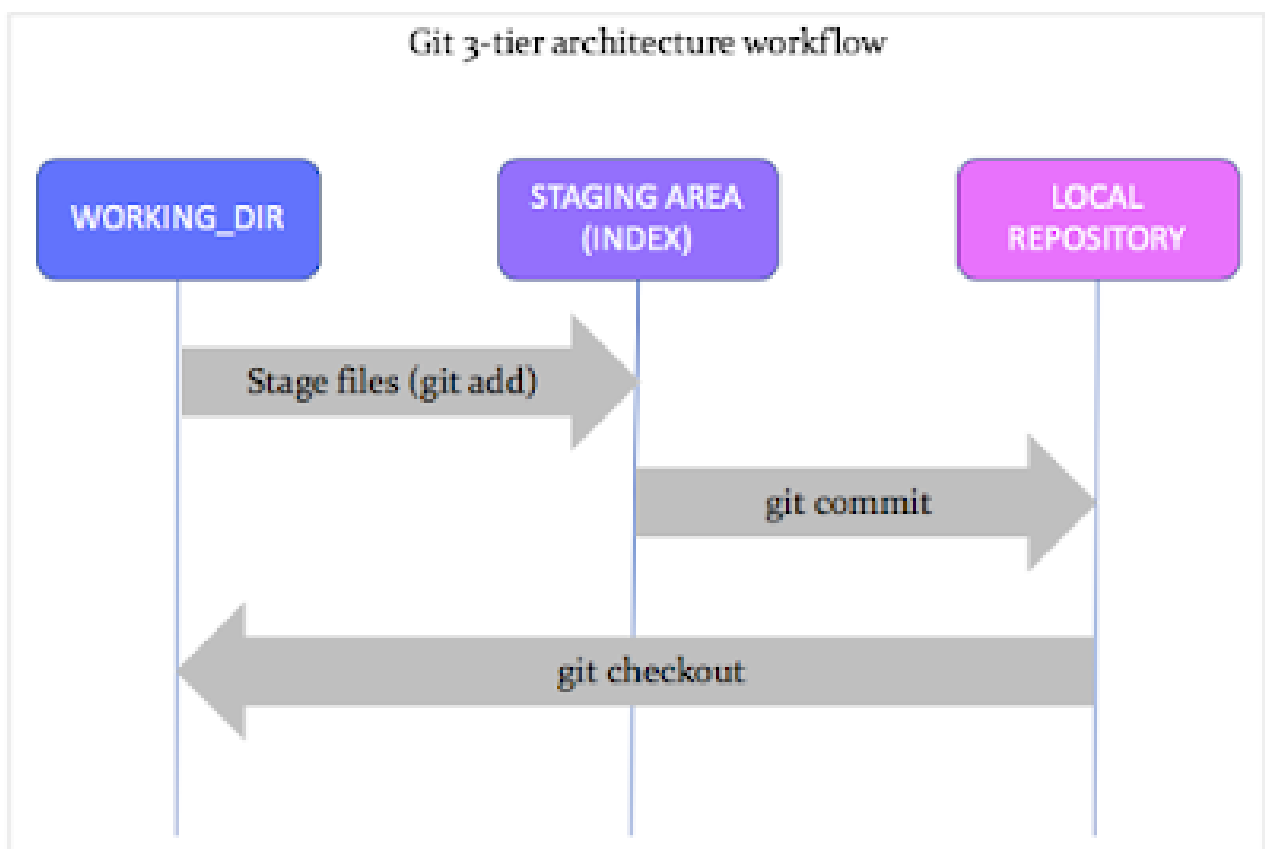 Git 3-tier architecture workflow
WORKING_DIR
STAGING AREA
(INDEX)
LOCAL
REPOSITORY
Stage files (git add)
git commit
git checkout